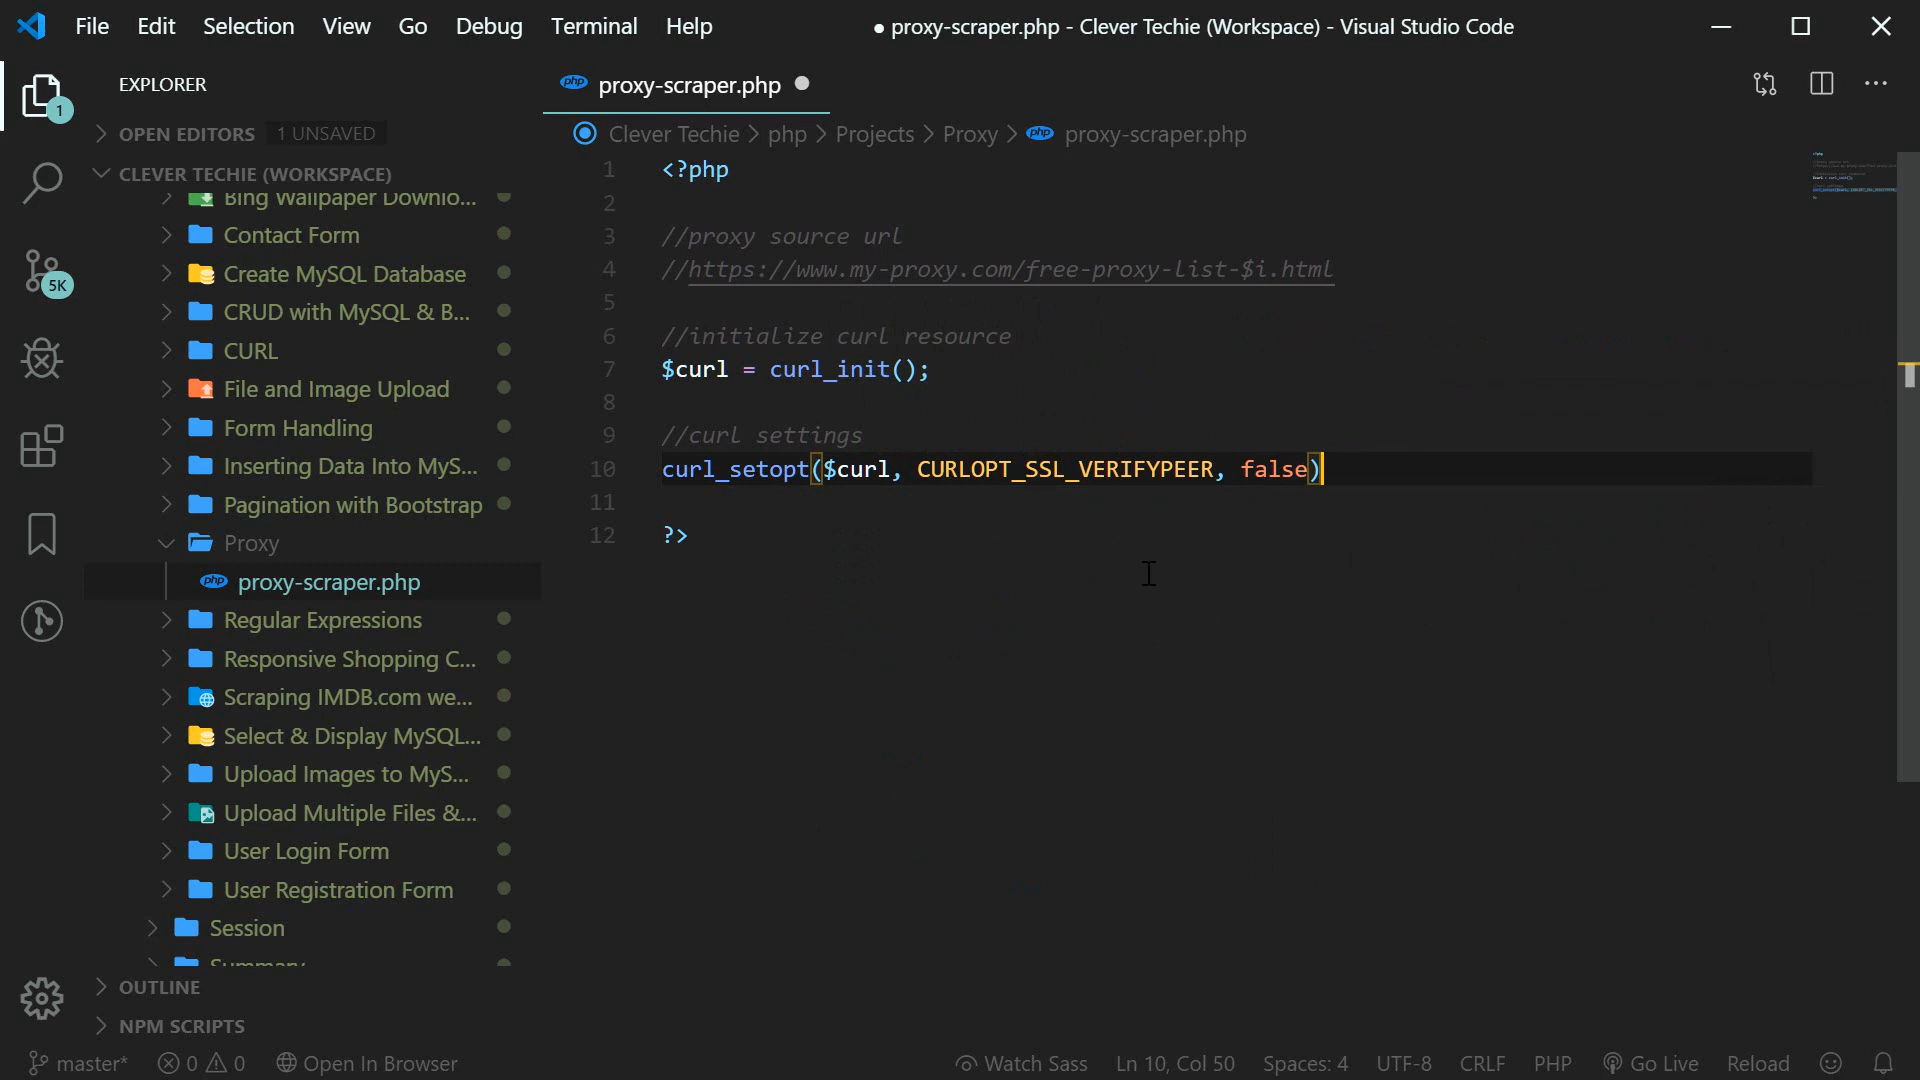 File Edit Selection View Go Debug Terminal Help
● proxy-scraper.php - Clever Techie (Workspace) - Visual Studio Code
1
5K
EXPLORER
OPEN EDITORS 1 UNSAVED
CLEVER TECHIE (WORKSPACE)
Bing Wallpaper Downlo...
Contact Form
Create MySQL Database
CRUD with MySQL & B...
CURL
File and Image Upload
Form Handling
Inserting Data Into MyS...
Pagination with Bootstrap
Proxy
php proxy-scraper.php
Regular Expressions
Responsive Shopping C...
Scraping IMDB.com we...
Select & Display MySQL...
Upload Images to MyS...
Upload Multiple Files &...
User Login Form
User Registration Form
Session
Summary
OUTLINE
NPM SCRIPTS
php proxy-scraper.php ●
Clever Techie > php > Projects > Proxy > php proxy-scraper.php
1 <?php
2
3 //proxy source url
4 //https://www.my-proxy.com/free-proxy-list-$i.html
5
6 //initialize curl resource
7 $curl = curl_init();
8
9 //curl settings
10 curl_setopt($curl, CURLOPT_SSL_VERIFYPEER, false)
11
12 ?>
master* 0 0 Open In Browser Watch Sass Ln 10, Col 50 Spaces: 4 UTF-8 CRLF PHP Go Live Reload